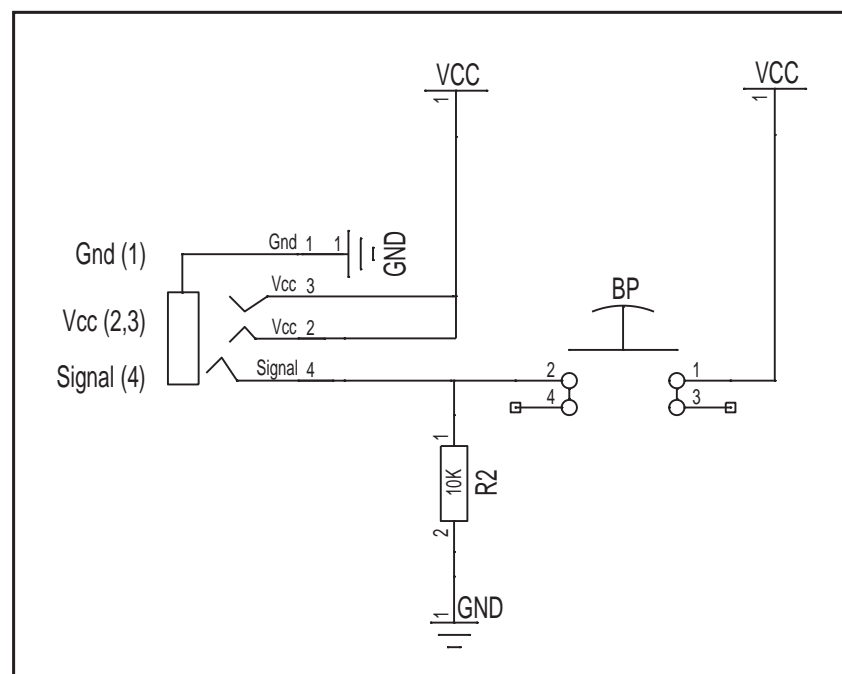 VCC
VCC
1
1
Gnd (1)
Gnd 1
1
GND
Vcc 3
Vcc (2,3)
Vcc 2
BP
Signal (4)
Signal 4
2
1
4
3
1
10K
R2
2
1
GND